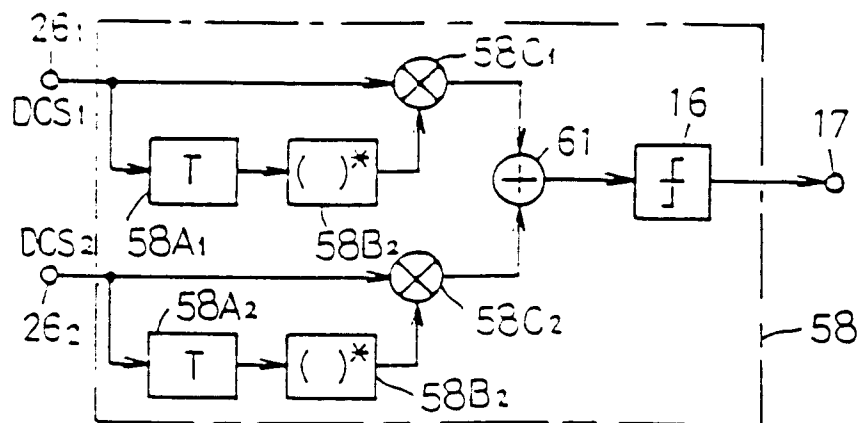 26₁
58C₁
DCS₁
16
61
17
T
( )*
58A₁
58B₂
DCS₂
26₂
58A₂
58C₂
T
( )*
58
58B₂